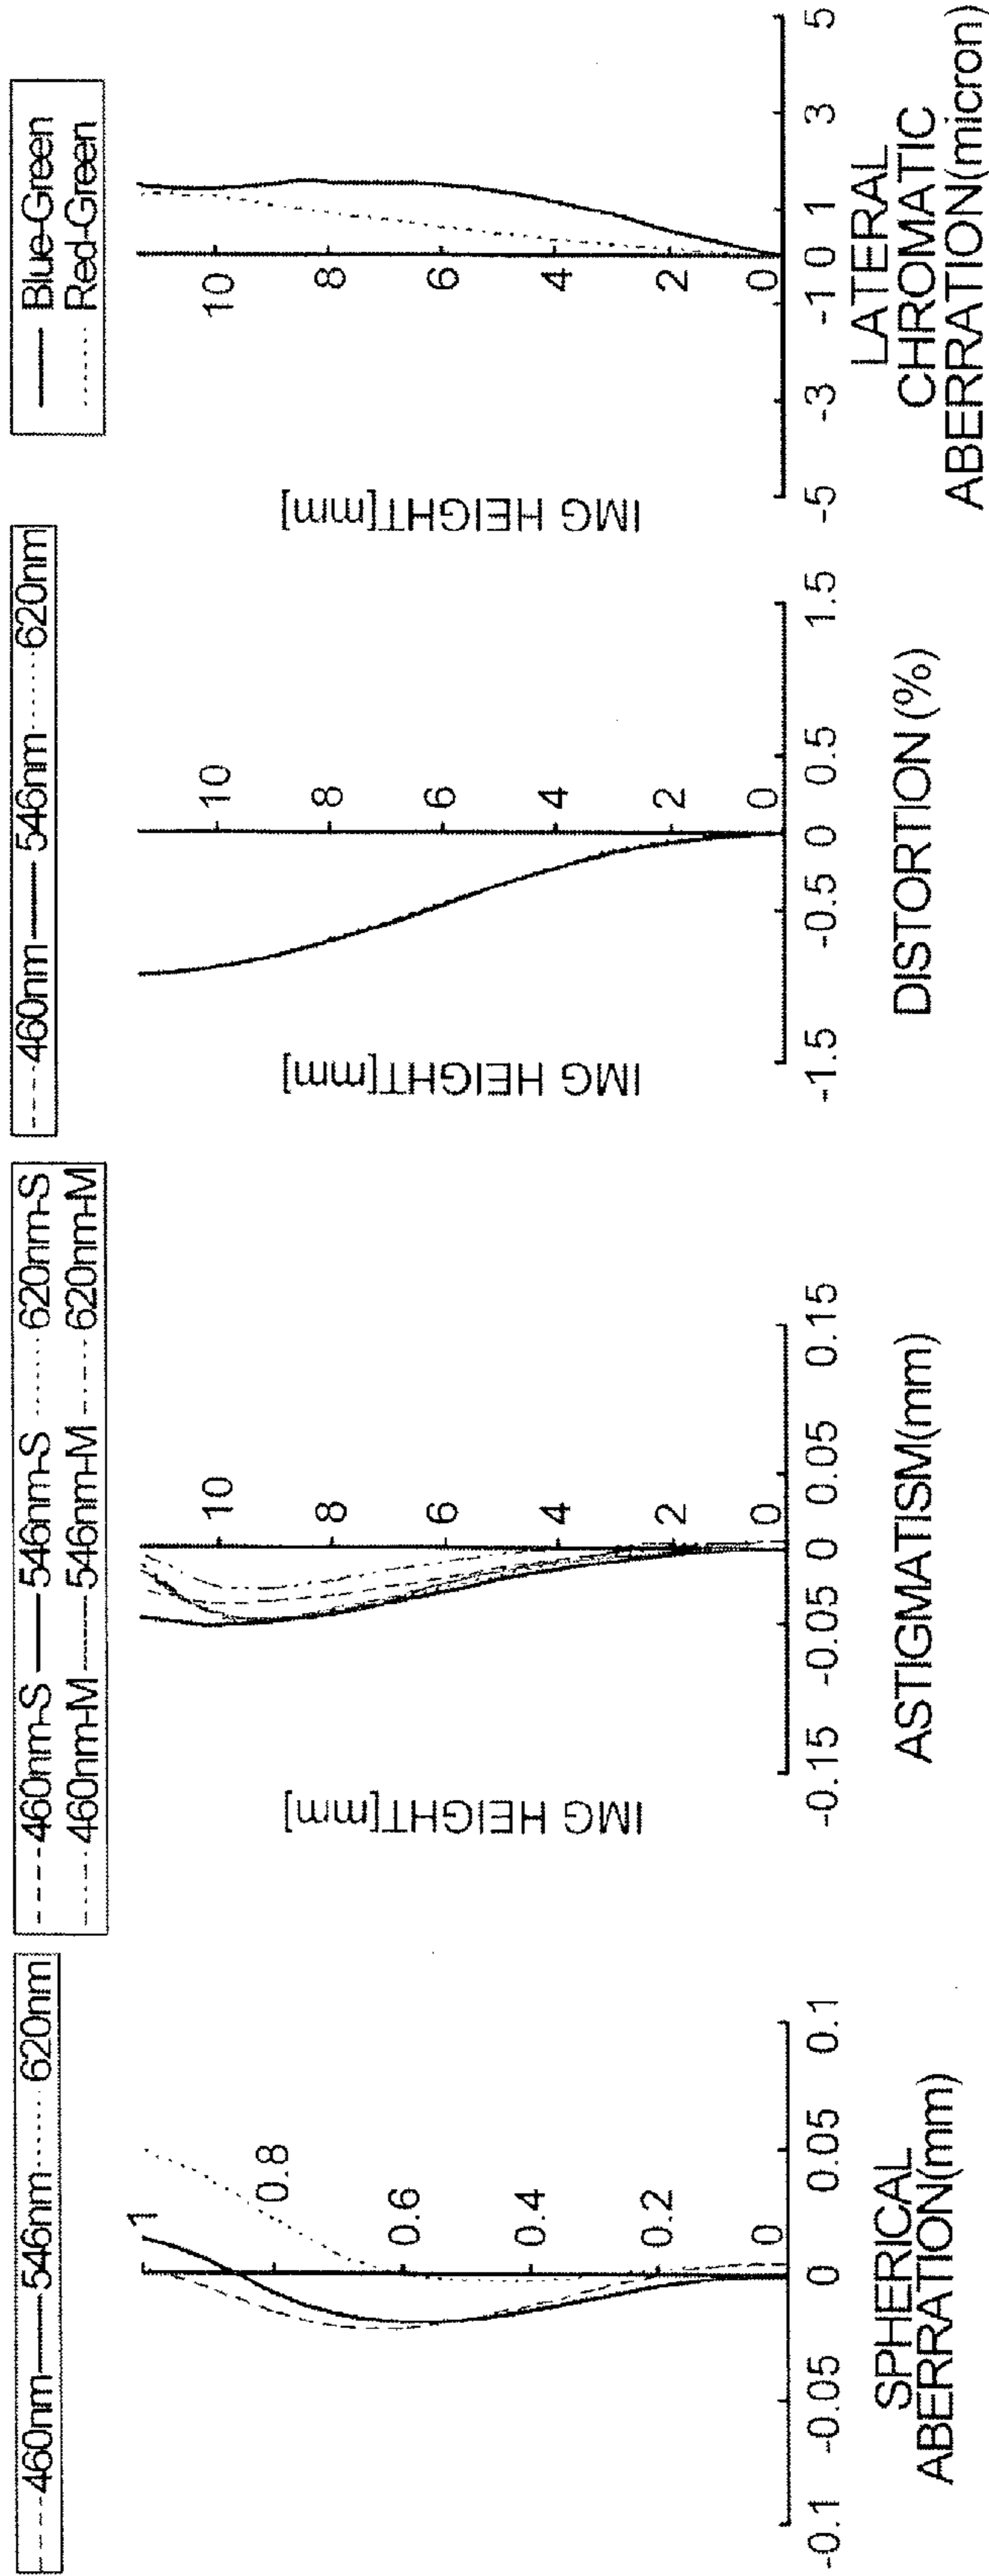 --- 460nm — 546nm ······ 620nm
1
0.8
0.6
0.4
0.2
0
-0.1 -0.05 0 0.05 0.1
SPHERICAL
ABERRATION(mm)
--- 460nm-S — 546nm-S ······ 620nm-S
-··- 460nm-M ------ 546nm-M -·-·- 620nm-M
IMG HEIGHT[mm]
10
8
6
4
2
0
-0.15 -0.05 0 0.05 0.15
ASTIGMATISM(mm)
--- 460nm — 546nm ······ 620nm
IMG HEIGHT[mm]
10
8
6
4
2
0
-1.5 -0.5 0 0.5 1.5
DISTORTION (%)
— Blue-Green
······ Red-Green
IMG HEIGHT[mm]
10
8
6
4
2
0
-5 -3 -1 0 1 3 5
LATERAL
CHROMATIC
ABERRATION(micron)